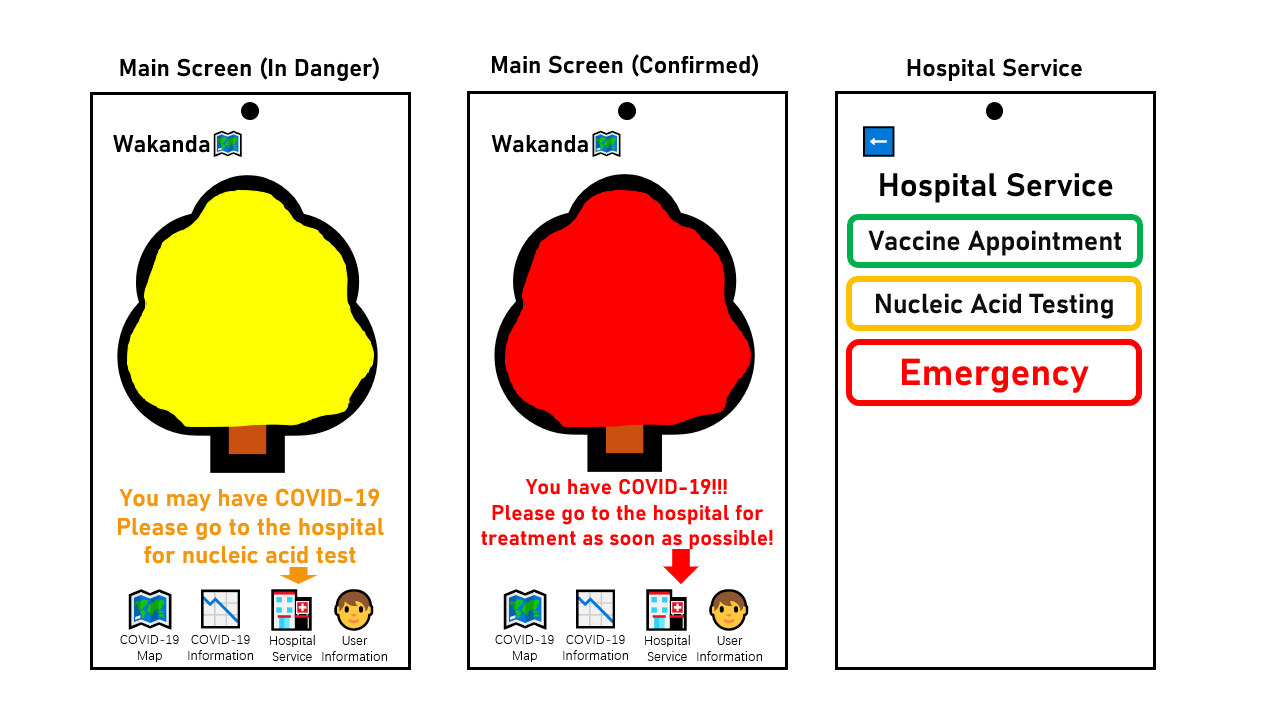 Main Screen (In Danger)
Wakanda
You may have COVID-19
Please go to the hospital
for nucleic acid test
COVID-19
Map
COVID-19
Information
Hospital
Service
User
Information
Main Screen (Confirmed)
Wakanda
You have COVID-19!!!
Please go to the hospital for
treatment as soon as possible!
COVID-19
Map
COVID-19
Information
Hospital
Service
User
Information
Hospital Service
Hospital Service
Vaccine Appointment
Nucleic Acid Testing
Emergency